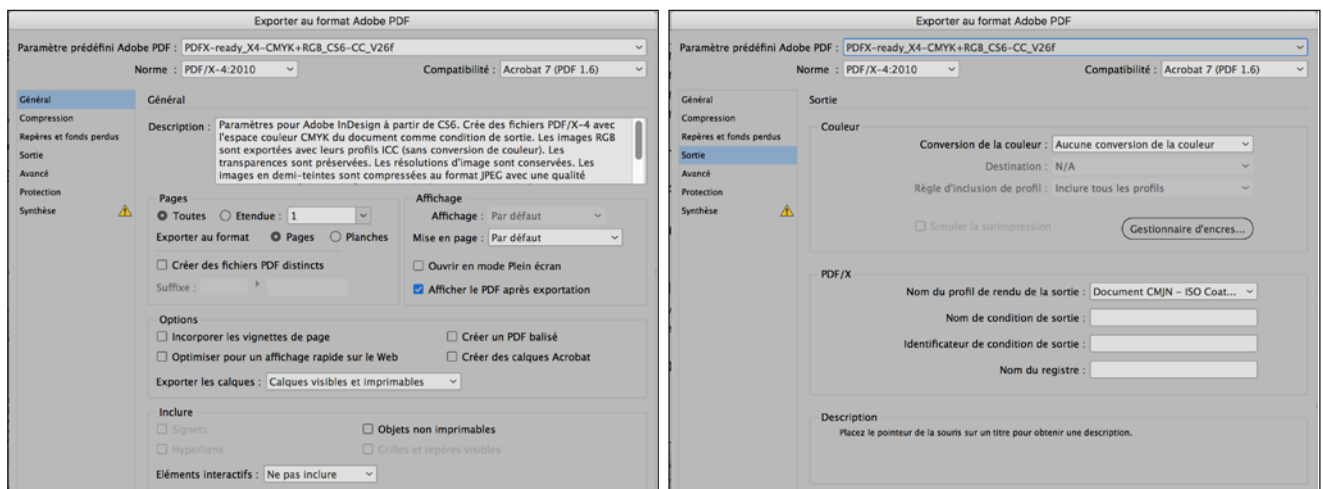 Exporter au format Adobe PDF
Paramètre prédéfini Adobe PDF : PDFX-ready_X4-CMYK+RGB_CS6-CC_V26f
Norme : PDF/X-4:2010 Compatibilité : Acrobat 7 (PDF 1.6)
Général
Compression
Repères et fonds perdus
Sortie
Avancé
Protection
Synthèse
Général
Description : Paramètres pour Adobe InDesign à partir de CS6. Crée des fichiers PDF/X-4 avec
l'espace couleur CMYK du document comme condition de sortie. Les images RGB
sont exportées avec leurs profils ICC (sans conversion de couleur). Les
transparences sont préservées. Les résolutions d'image sont conservées. Les
images en demi-teintes sont compressées au format JPEG avec une qualité
Pages
Toutes Etendue : 1
Exporter au format Pages Planches
Créer des fichiers PDF distincts
Suffixe :
Affichage
Affichage : Par défaut
Mise en page : Par défaut
Ouvrir en mode Plein écran
Afficher le PDF après exportation
Options
Incorporer les vignettes de page Créer un PDF balisé
Optimiser pour un affichage rapide sur le Web Créer des calques Acrobat
Exporter les calques : Calques visibles et imprimables
Inclure
Signets Objets non imprimables
Hyperliens Grilles et repères visibles
Eléments interactifs : Ne pas inclure
Exporter au format Adobe PDF
Paramètre prédéfini Adobe PDF : PDFX-ready_X4-CMYK+RGB_CS6-CC_V26f
Norme : PDF/X-4:2010 Compatibilité : Acrobat 7 (PDF 1.6)
Général
Compression
Repères et fonds perdus
Sortie
Avancé
Protection
Synthèse
Sortie
Couleur
Conversion de la couleur : Aucune conversion de la couleur
Destination : N/A
Règle d'inclusion de profil : Inclure tous les profils
Simuler la surimpression Gestionnaire d'encres...
PDF/X
Nom du profil de rendu de la sortie : Document CMJN – ISO Coat...
Nom de condition de sortie :
Identificateur de condition de sortie :
Nom du registre :
Description
Placez le pointeur de la souris sur un titre pour obtenir une description.